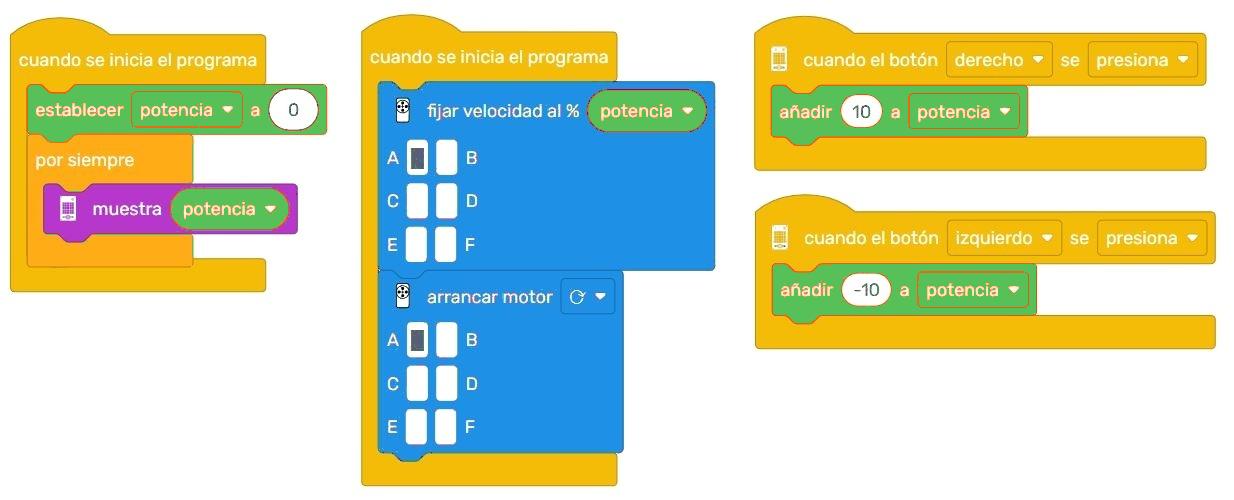 cuando se inicia el programa
establecer potencia a 0
por siempre
muestra potencia
cuando se inicia el programa
fijar velocidad al % potencia
A B
C D
E F
arrancar motor
A B
C D
E F
cuando el botón derecho se presiona
añadir 10 a potencia
cuando el botón izquierdo se presiona
añadir -10 a potencia